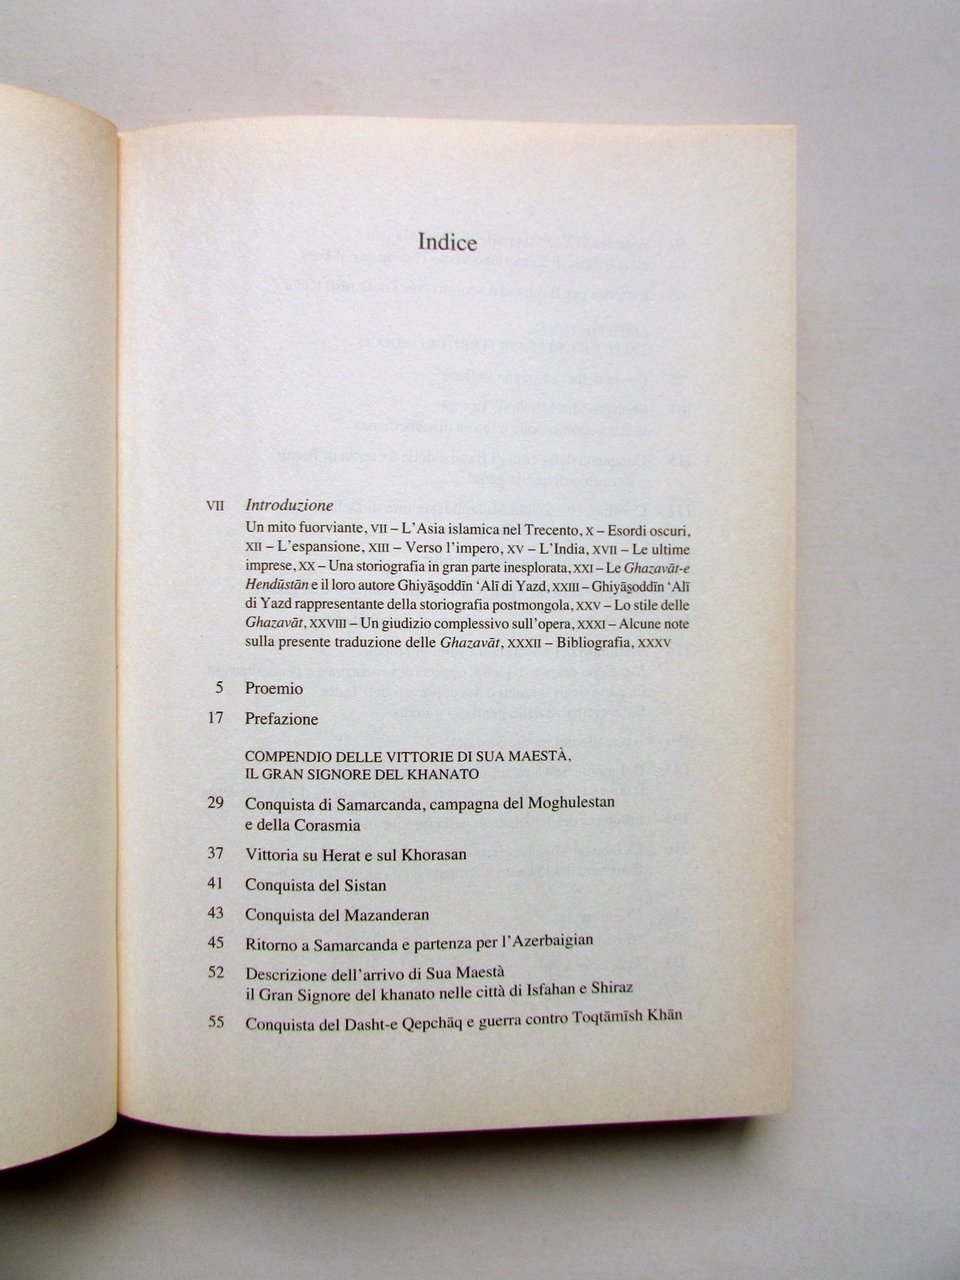 Indice
VII Introduzione
Un mito fuorviante, VII – L'Asia islamica nel Trecento, X – Esordi oscuri,
XII – L'espansione, XIII – Verso l'impero, XV – L'India, XVII – Le ultime
imprese, XX – Una storiografia in gran parte inesplorata, XXI – Le Ghazavāt-e
Hendūstān e il loro autore Ghiyās̱oddīn ‘Alī di Yazd, XXIII – Ghiyās̱oddīn ‘Alī
di Yazd rappresentante della storiografia postmongola, XXV – Lo stile delle
Ghazavāt, XXVIII – Un giudizio complessivo sull'opera, XXXI – Alcune note
sulla presente traduzione delle Ghazavāt, XXXII – Bibliografia, XXXV
5 Proemio
17 Prefazione
COMPENDIO DELLE VITTORIE DI SUA MAESTÀ,
IL GRAN SIGNORE DEL KHANATO
29 Conquista di Samarcanda, campagna del Moghulestan
e della Corasmia
37 Vittoria su Herat e sul Khorasan
41 Conquista del Sistan
43 Conquista del Mazanderan
45 Ritorno a Samarcanda e partenza per l'Azerbaigian
52 Descrizione dell'arrivo di Sua Maestà
il Gran Signore del khanato nelle città di Isfahan e Shiraz
55 Conquista del Dasht-e Qepchāq e guerra contro Toqtāmīsh Khān